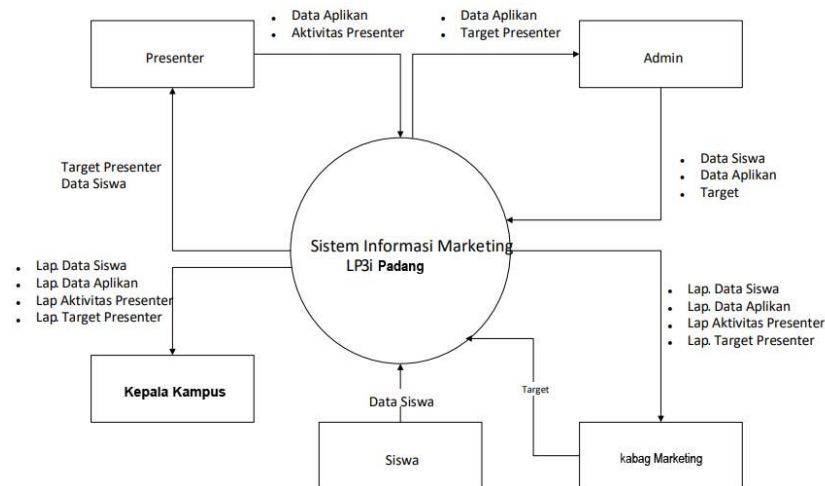 • Data Aplikan
• Aktivitas Presenter
• Data Aplikan
• Target Presenter
Presenter
Admin
Target Presenter
Data Siswa
• Data Siswa
• Data Aplikan
• Target
Sistem Informasi Marketing
LP3i Padang
• Lap. Data Siswa
• Lap. Data Aplikan
• Lap Aktivitas Presenter
• Lap. Target Presenter
• Lap. Data Siswa
• Lap. Data Aplikan
• Lap Aktivitas Presenter
• Lap. Target Presenter
Kepala Kampus
Data Siswa
Target
Siswa
kabag Marketing